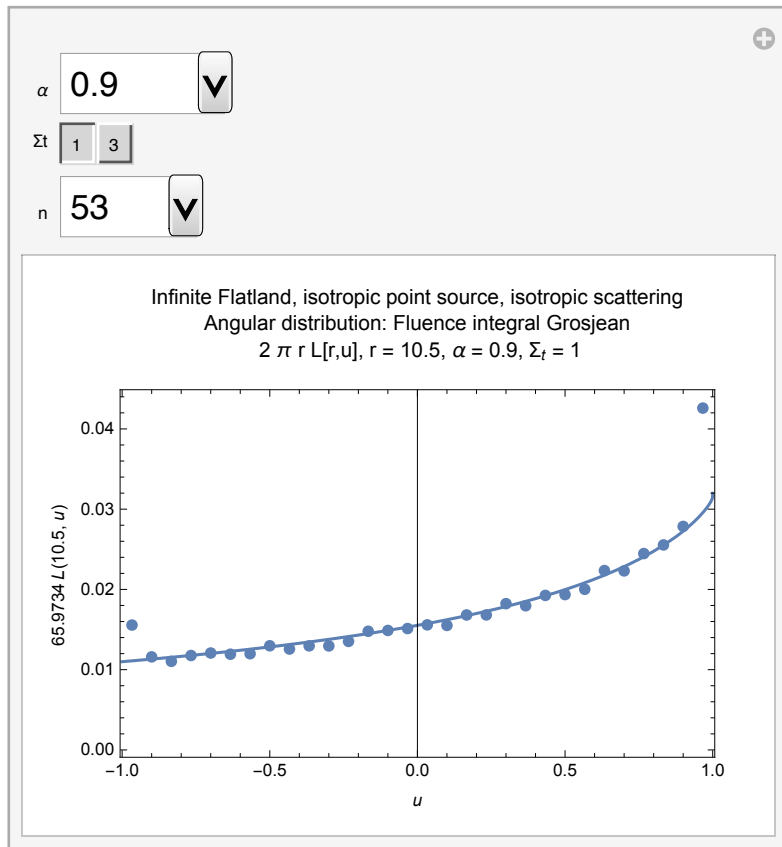 α 0.9
Σt 1 3
n 53
Infinite Flatland, isotropic point source, isotropic scattering
Angular distribution: Fluence integral Grosjean
2 π r L[r,u], r = 10.5, α = 0.9, Σt = 1
0.04
0.03
0.02
0.01
0.00
65.9734 L(10.5, u)
−1.0 −0.5 0.0 0.5 1.0
u